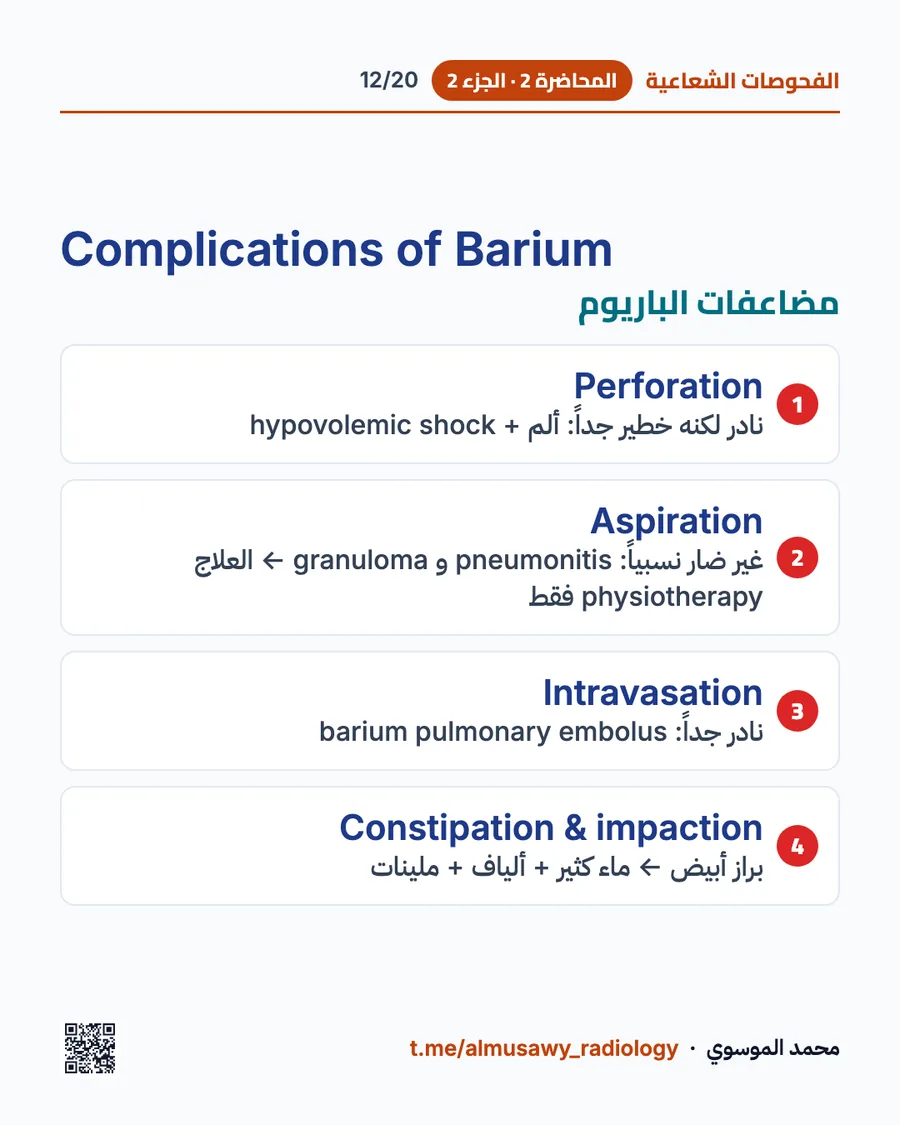 الفحوصات الشعاعية المحاضرة 2 · الجزء 2 12/20
Complications of Barium
مضاعفات الباريوم
1 Perforation
نادر لكنه خطير جداً: ألم + hypovolemic shock
2 Aspiration
غير ضار نسبياً: pneumonitis و granuloma ← العلاج
physiotherapy فقط
3 Intravasation
نادر جداً: barium pulmonary embolus
4 Constipation & impaction
براز أبيض ← ماء كثير + ألياف + ملينات
محمد الموسوي · t.me/almusawy_radiology